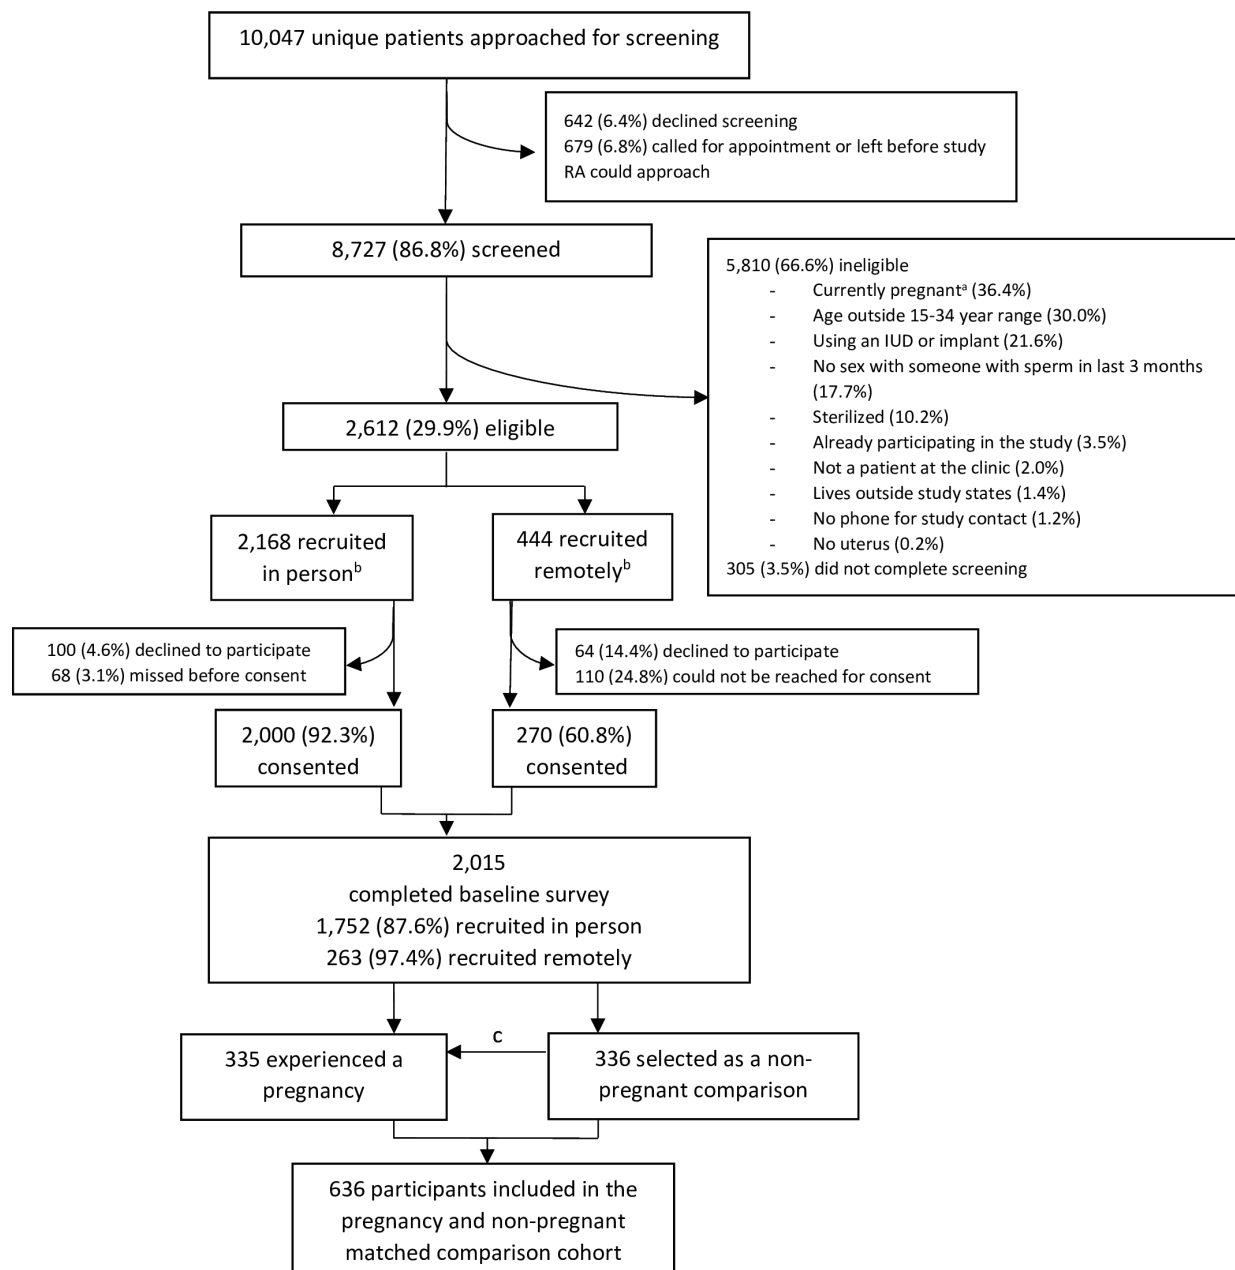 10,047 unique patients approached for screening
642 (6.4%) declined screening
679 (6.8%) called for appointment or left before study
RA could approach
8,727 (86.8%) screened
5,810 (66.6%) ineligible
- Currently pregnantᵃ (36.4%)
- Age outside 15-34 year range (30.0%)
- Using an IUD or implant (21.6%)
- No sex with someone with sperm in last 3 months
(17.7%)
- Sterilized (10.2%)
- Already participating in the study (3.5%)
- Not a patient at the clinic (2.0%)
- Lives outside study states (1.4%)
- No phone for study contact (1.2%)
- No uterus (0.2%)
305 (3.5%) did not complete screening
2,612 (29.9%) eligible
2,168 recruited
in personᵇ
444 recruited
remotelyᵇ
100 (4.6%) declined to participate
68 (3.1%) missed before consent
64 (14.4%) declined to participate
110 (24.8%) could not be reached for consent
2,000 (92.3%)
consented
270 (60.8%)
consented
2,015
completed baseline survey
1,752 (87.6%) recruited in person
263 (97.4%) recruited remotely
335 experienced a
pregnancy
c
336 selected as a non-
pregnant comparison
636 participants included in the
pregnancy and non-pregnant
matched comparison cohort